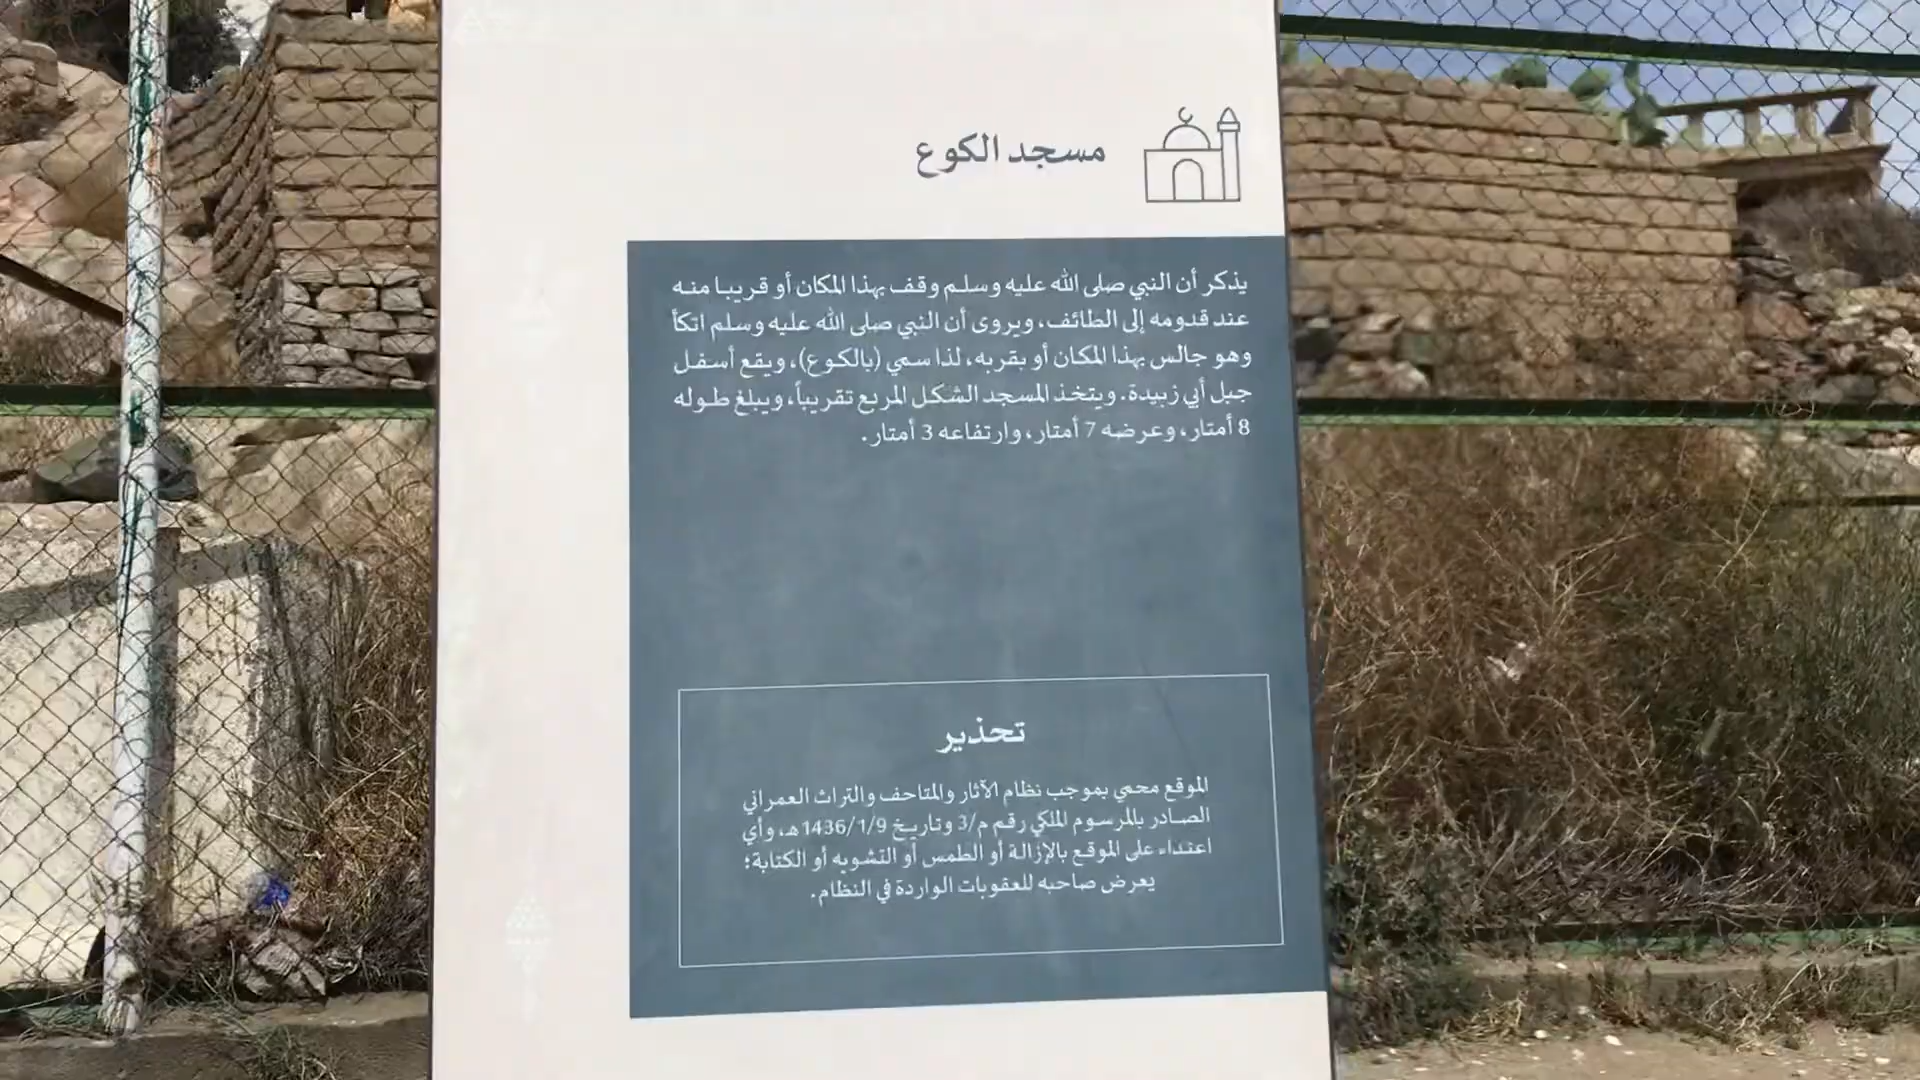 مسجد الكوع
يذكر أن النبي صلى الله عليه وسلم وقف بهذا المكان أو قريبا منه
عند قدومه إلى الطائف، ويروى أن النبي صلى الله عليه وسلم اتكأ
وهو جالس بهذا المكان أو بقربه، لذا سمي (بالكوع)، ويقع أسفل
جبل أبي زبيدة. ويتخذ المسجد الشكل المربع تقريباً، ويبلغ طوله
8 أمتار، وعرضه 7 أمتار، وارتفاعه 3 أمتار.
تحذير
الموقع محمي بموجب نظام الآثار والمتاحف والتراث العمراني
الصادر بالمرسوم الملكي رقم م/3 وتاريخ 1436/1/9هـ، وأي
اعتداء على الموقع بالإزالة أو الطمس أو التشويه أو الكتابة؛
يعرض صاحبه للعقوبات الواردة في النظام.